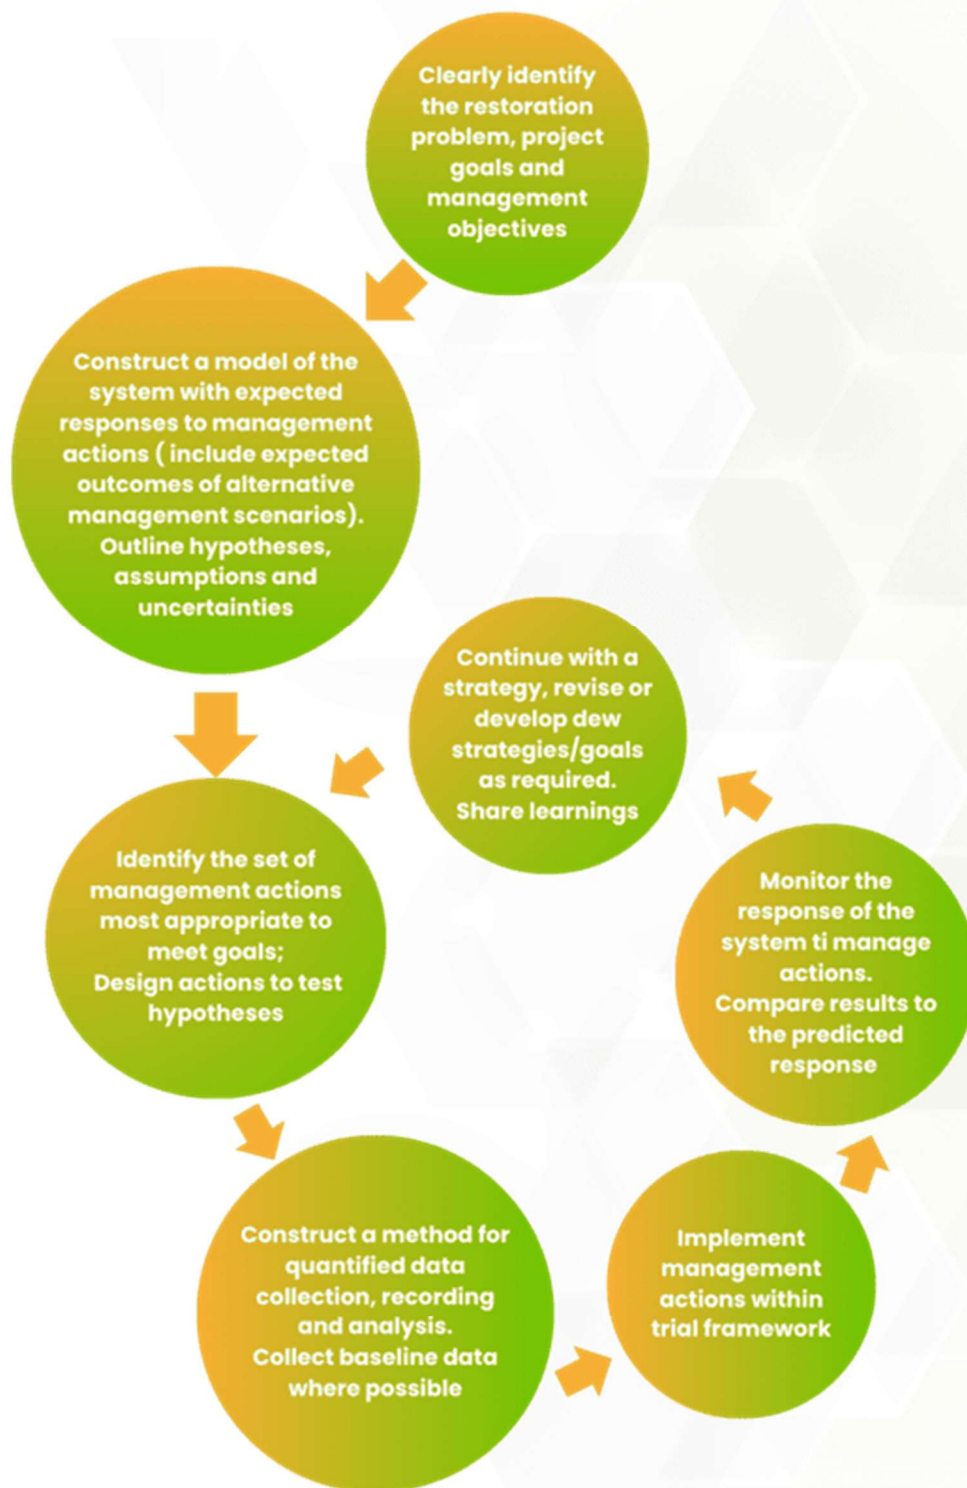 Clearly identify
the restoration
problem, project
goals and
management
objectives
Construct a model of the
system with expected
responses to management
actions ( include expected
outcomes of alternative
management scenarios).
Outline hypotheses,
assumptions and
uncertainties
Identify the set of
management actions
most appropriate to
meet goals;
Design actions to test
hypotheses
Construct a method for
quantified data
collection, recording
and analysis.
Collect baseline data
where possible
Implement
management
actions within
trial framework
Monitor the
response of the
system ti manage
actions.
Compare results to
the predicted
response
Continue with a
strategy, revise or
develop dew
strategies/goals
as required.
Share learnings